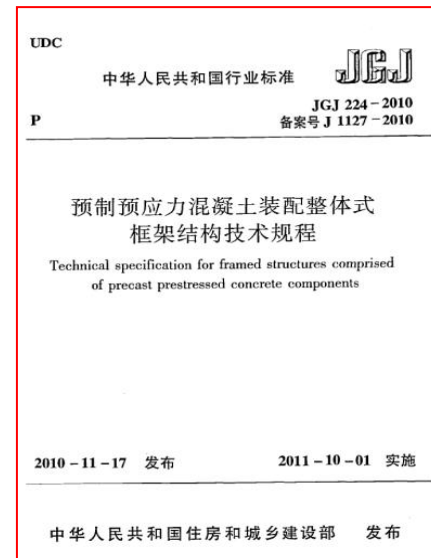 UDC
中华人民共和国行业标准 JGJ
JGJ 224－2010
P 备案号 J 1127－2010
预制预应力混凝土装配整体式
框架结构技术规程
Technical specification for framed structures comprised
of precast prestressed concrete components
2010－11－17 发布 2011－10－01 实施
中华人民共和国住房和城乡建设部 发布